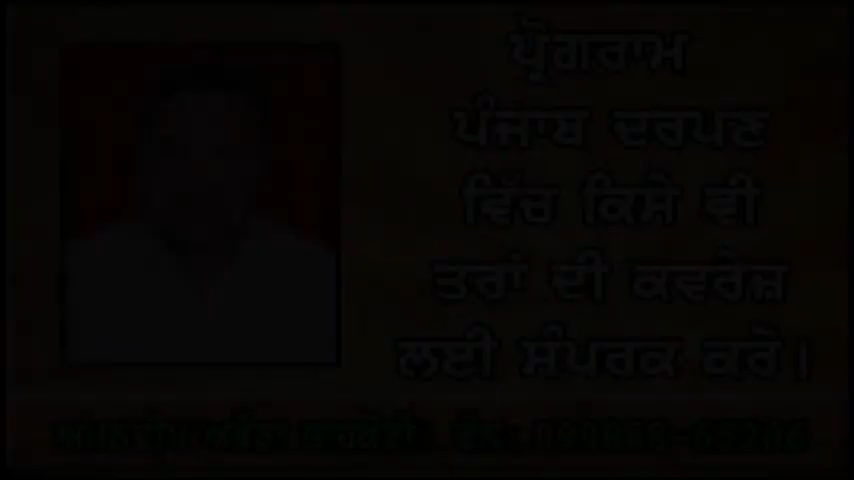 ਪ੍ਰੋਗਰਾਮ
ਪੰਜਾਬ ਦਰਪਣ
ਵਿੱਚ ਕਿਸੇ ਵੀ
ਤਰਾਂ ਦੀ ਕਵਰੇਜ਼
ਲਈ ਸੰਪਰਕ ਕਰੋ।